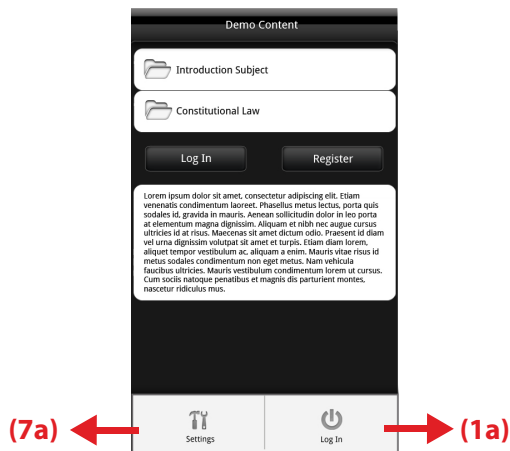 Demo Content
Introduction Subject
Constitutional Law
Log In Register
Lorem ipsum dolor sit amet, consectetur adipiscing elit. Etiam
venenatis condimentum laoreet. Phasellus metus lectus, porta quis
sodales id, gravida in mauris. Aenean sollicitudin dolor in leo porta
at elementum magna dignissim. Aliquam et nibh nec augue cursus
ultricies id at risus. Maecenas sit amet dictum odio. Praesent id diam
vel urna dignissim volutpat sit amet et turpis. Etiam diam lorem,
aliquet tempor vestibulum ac, aliquam a enim. Mauris vitae risus id
metus sodales condimentum non eget metus. Nam vehicula
faucibus ultricies. Mauris vestibulum condimentum lorem ut cursus.
Cum sociis natoque penatibus et magnis dis parturient montes,
nascetur ridiculus mus.
(7a) (1a)
Settings Log In